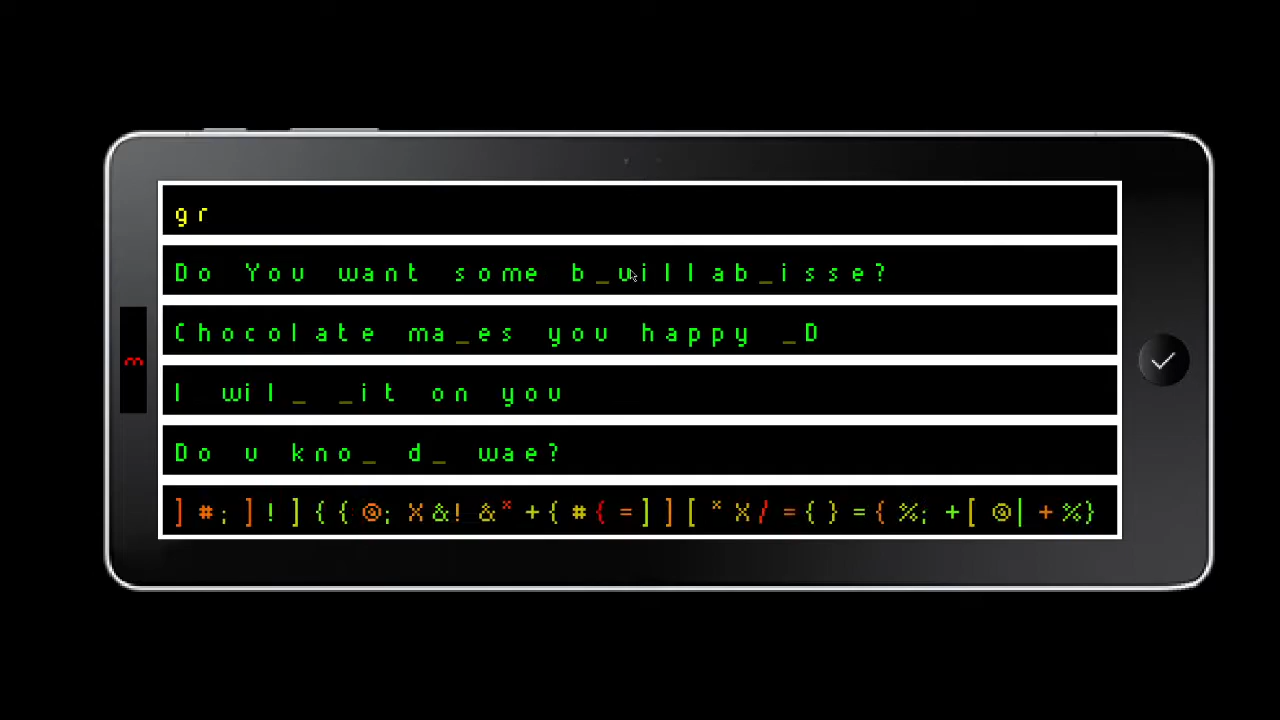 gr
Do You want some b_uillab_isse?
Chocolate ma_es you happy _D
I wil_ _it on you
Do u kno_ d_ wae?
]#;]!]{{@;X&!&*+{#(=]][*X/={}={%;+[@|+%}
m